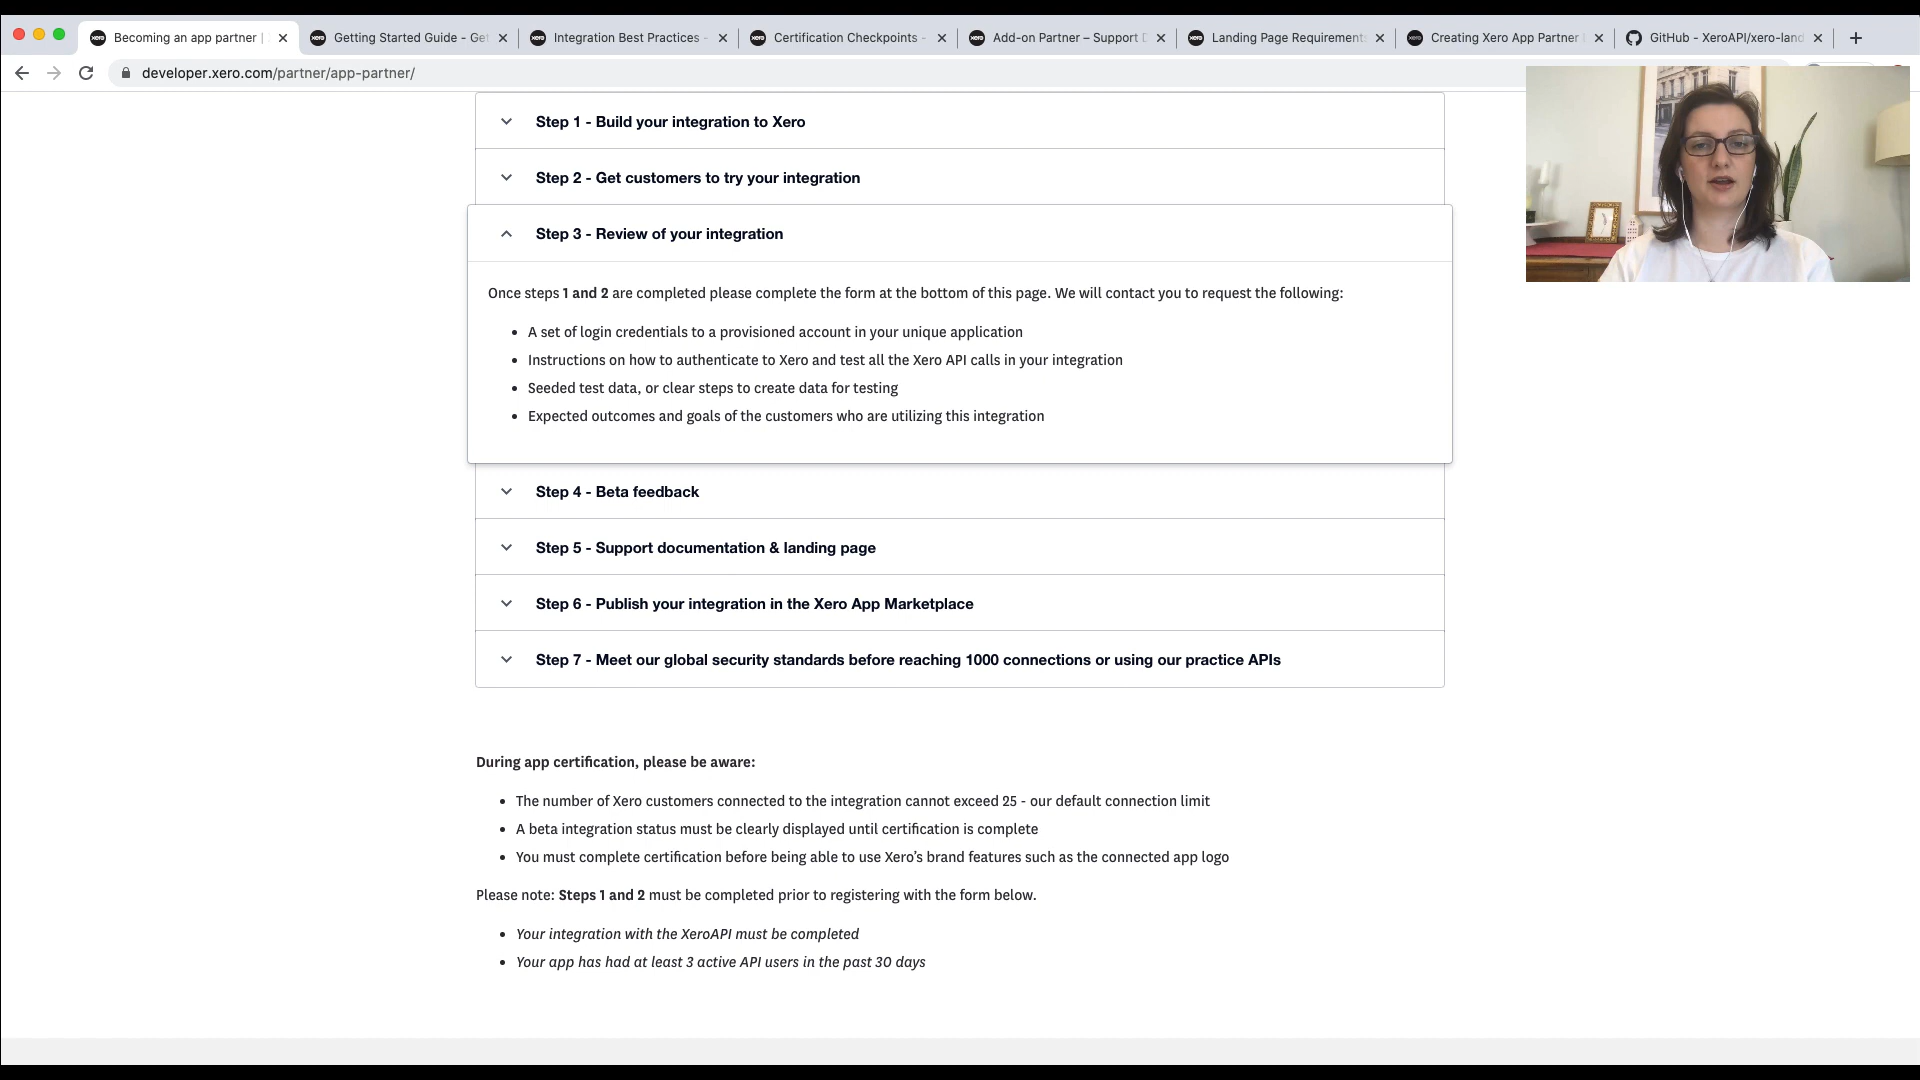 Becoming an app partner |
Getting Started Guide - Get
Integration Best Practices -
Certification Checkpoints -
Add-on Partner – Support D
Landing Page Requirement
Creating Xero App Partner
GitHub - XeroAPI/xero-land
developer.xero.com/partner/app-partner/
Step 1 - Build your integration to Xero
Step 2 - Get customers to try your integration
Step 3 - Review of your integration
Once steps 1 and 2 are completed please complete the form at the bottom of this page. We will contact you to request the following:
• A set of login credentials to a provisioned account in your unique application
• Instructions on how to authenticate to Xero and test all the Xero API calls in your integration
• Seeded test data, or clear steps to create data for testing
• Expected outcomes and goals of the customers who are utilizing this integration
Step 4 - Beta feedback
Step 5 - Support documentation & landing page
Step 6 - Publish your integration in the Xero App Marketplace
Step 7 - Meet our global security standards before reaching 1000 connections or using our practice APIs
During app certification, please be aware:
• The number of Xero customers connected to the integration cannot exceed 25 - our default connection limit
• A beta integration status must be clearly displayed until certification is complete
• You must complete certification before being able to use Xero’s brand features such as the connected app logo
Please note: Steps 1 and 2 must be completed prior to registering with the form below.
• Your integration with the XeroAPI must be completed
• Your app has had at least 3 active API users in the past 30 days